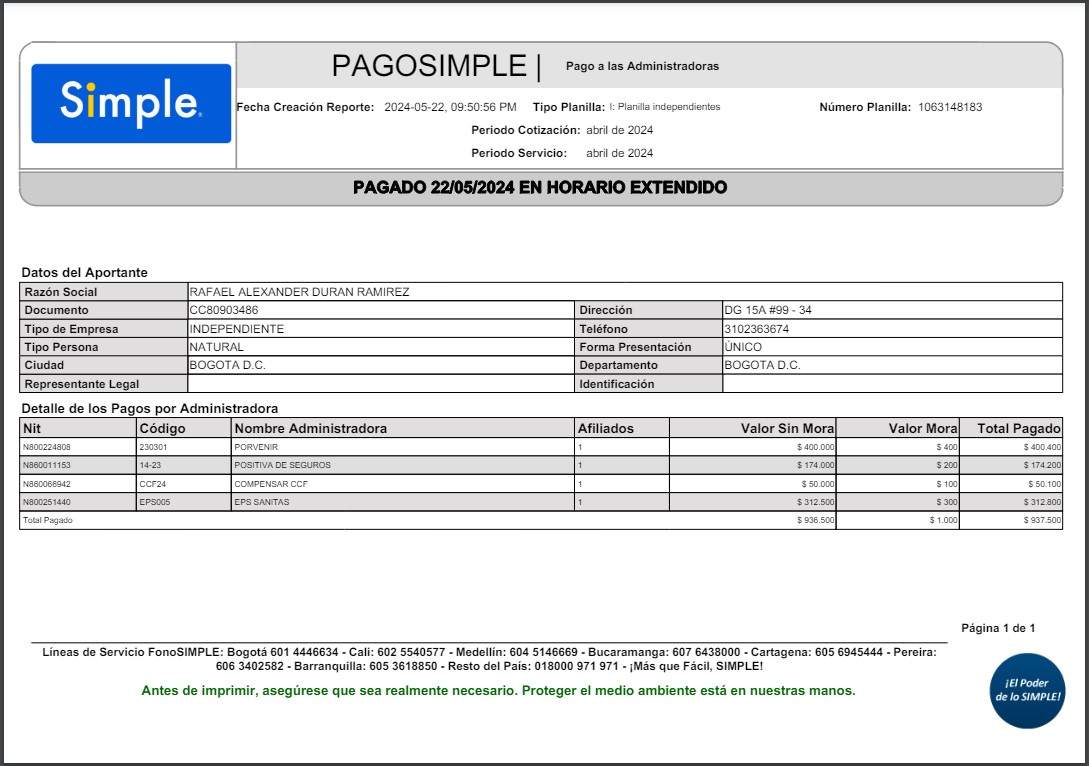 Simple.
PAGOSIMPLE | Pago a las Administradoras
Fecha Creación Reporte: 2024-05-22, 09:50:56 PM Tipo Planilla: I: Planilla independientes Número Planilla: 1063148183
Periodo Cotización: abril de 2024
Periodo Servicio: abril de 2024
PAGADO 22/05/2024 EN HORARIO EXTENDIDO
Datos del Aportante
Razón Social RAFAEL ALEXANDER DURAN RAMIREZ
Documento CC80903486 Dirección DG 15A #99 - 34
Tipo de Empresa INDEPENDIENTE Teléfono 3102363674
Tipo Persona NATURAL Forma Presentación ÚNICO
Ciudad BOGOTA D.C. Departamento BOGOTA D.C.
Representante Legal Identificación
Detalle de los Pagos por Administradora
Nit Código Nombre Administradora Afiliados Valor Sin Mora Valor Mora Total Pagado
N800224808 230301 PORVENIR 1 $ 400.000 $ 400 $ 400.400
N860011153 14-23 POSITIVA DE SEGUROS 1 $ 174.000 $ 200 $ 174.200
N860066942 CCF24 COMPENSAR CCF 1 $ 50.000 $ 100 $ 50.100
N800251440 EPS005 EPS SANITAS 1 $ 312.500 $ 300 $ 312.800
Total Pagado $ 936.500 $ 1.000 $ 937.500
Página 1 de 1
Líneas de Servicio FonoSIMPLE: Bogotá 601 4446634 - Cali: 602 5540577 - Medellín: 604 5146669 - Bucaramanga: 607 6438000 - Cartagena: 605 6945444 - Pereira:
606 3402582 - Barranquilla: 605 3618850 - Resto del País: 018000 971 971 - ¡Más que Fácil, SIMPLE!
Antes de imprimir, asegúrese que sea realmente necesario. Proteger el medio ambiente está en nuestras manos.
¡El Poder
de lo SIMPLE!